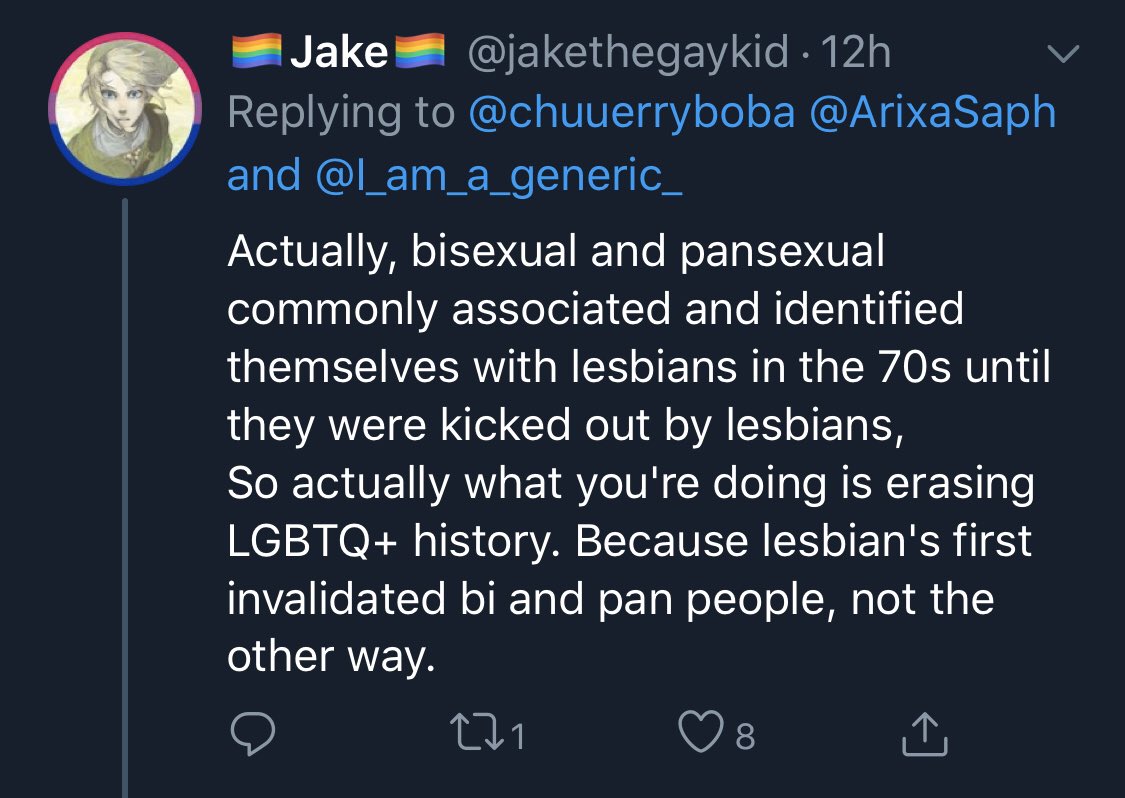 🏳️‍🌈Jake🏳️‍🌈 @jakethegaykid · 12h
Replying to @chuuerryboba @ArixaSaph
and @I_am_a_generic_
Actually, bisexual and pansexual
commonly associated and identified
themselves with lesbians in the 70s until
they were kicked out by lesbians,
So actually what you're doing is erasing
LGBTQ+ history. Because lesbian's first
invalidated bi and pan people, not the
other way.
1 8